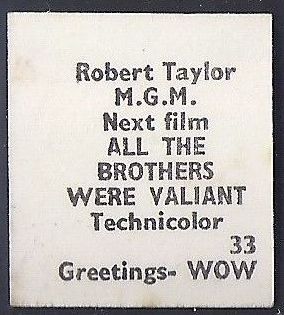 Robert Taylor
M.G.M.
Next film
ALL THE
BROTHERS
WERE VALIANT
Technicolor
33
Greetings- WOW